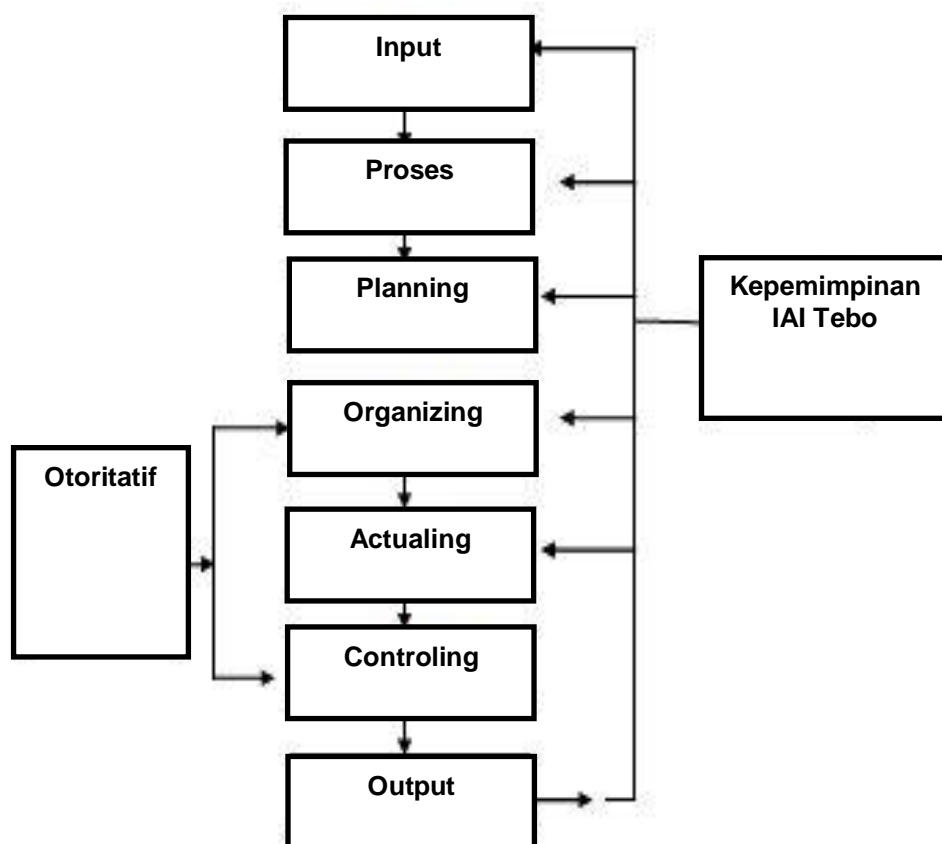 Input
Proses
Planning
Kepemimpinan
IAI Tebo
Organizing
Otoritatif
Actualing
Controling
Output